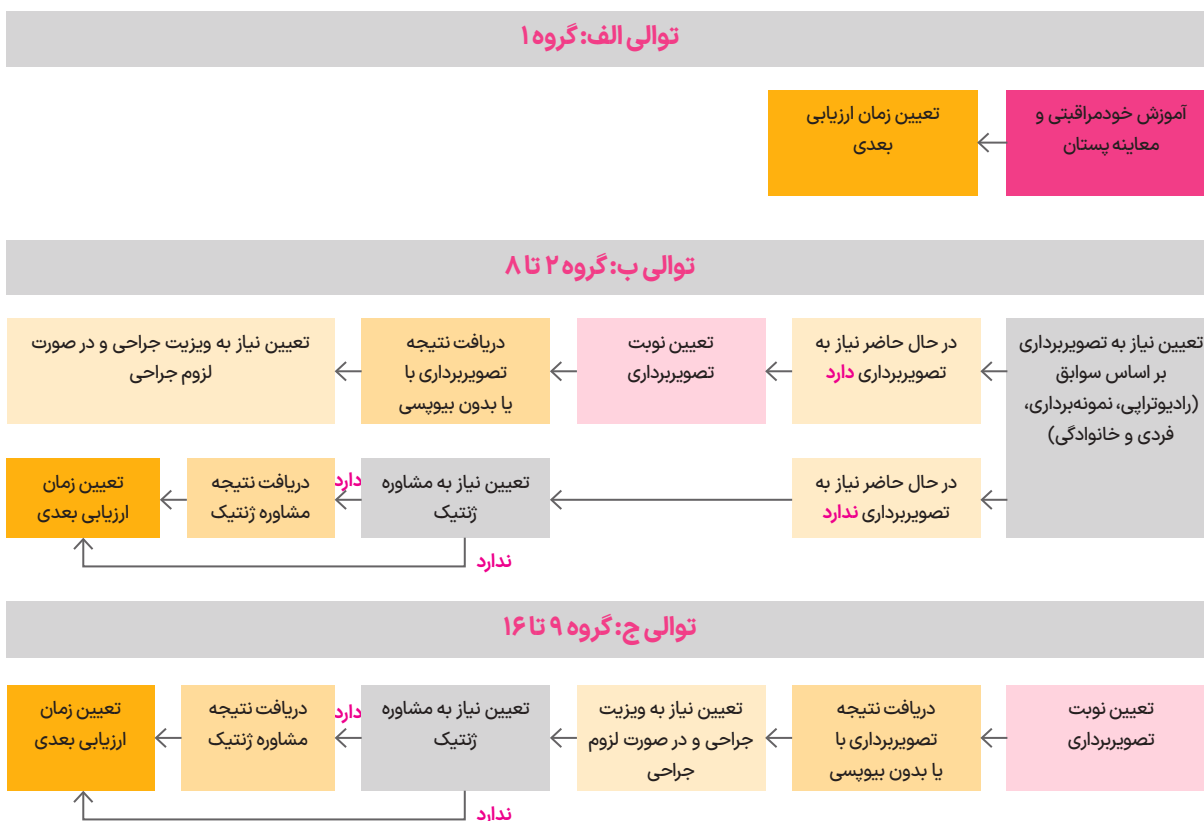 توالی الف: گروه ۱
آموزش خودمراقبتی و
معاینه پستان
تعیین زمان ارزیابی
بعدی
توالی ب: گروه ۲ تا ۸
تعیین نیاز به تصویربرداری
بر اساس سوابق
(رادیوتراپی، نمونه‌برداری،
فردی و خانوادگی)
در حال حاضر نیاز به
تصویربرداری دارد
تعیین نوبت
تصویربرداری
دریافت نتیجه
تصویربرداری با
یا بدون بیوپسی
تعیین نیاز به ویزیت جراحی و در صورت
لزوم جراحی
در حال حاضر نیاز به
تصویربرداری ندارد
تعیین نیاز به مشاوره
ژنتیک
دارد
دریافت نتیجه
مشاوره ژنتیک
تعیین زمان
ارزیابی بعدی
ندارد
توالی ج: گروه ۹ تا ۱۶
تعیین نوبت
تصویربرداری
دریافت نتیجه
تصویربرداری با
یا بدون بیوپسی
تعیین نیاز به ویزیت
جراحی و در صورت لزوم
جراحی
تعیین نیاز به مشاوره
ژنتیک
دارد
دریافت نتیجه
مشاوره ژنتیک
تعیین زمان
ارزیابی بعدی
ندارد